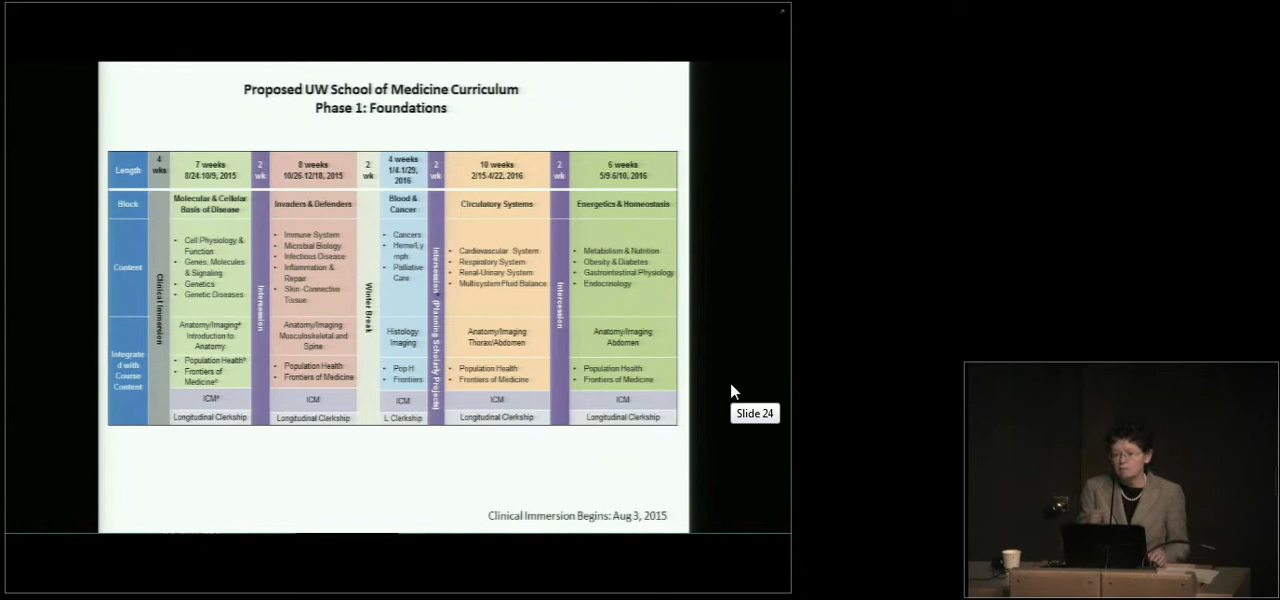 Proposed UW School of Medicine Curriculum
Phase 1: Foundations
Length
4
wks
7 weeks
8/24-10/9, 2015
2
wk
8 weeks
10/26-12/18, 2015
2
wk
4 weeks
1/4-1/29,
2016
2
wk
10 weeks
2/15-4/22, 2016
2
wk
6 weeks
5/9-6/10, 2016
Block
Molecular & Cellular
Basis of Disease
Invaders & Defenders
Blood &
Cancer
Circulatory Systems
Energetics & Homeostasis
Content
Clinical Immersion
• Cell Physiology &
Function
• Genes, Molecules
& Signaling
• Genetics
• Genetic Diseases
Intersession
• Immune System
• Microbial Biology
• Infectious Disease
• Inflammation &
Repair
• Skin-Connective
Tissue
Winter Break
• Cancers
• Heme/Ly
mph
• Palliative
Care
Intersession (Planning Scholarly Projects)
• Cardiovascular System
• Respiratory System
• Renal-Urinary System
• Multisystem Fluid Balance
Intercession
• Metabolism & Nutrition
• Obesity & Diabetes
• Gastrointestinal Physiology
• Endocrinology
Integrate
d with
Course
Content
Anatomy/Imaging
Introduction to
Anatomy
Anatomy/Imaging
Musculoskeletal and
Spine
Histology
Imaging
Anatomy/Imaging
Thorax/Abdomen
Anatomy/Imaging
Abdomen
• Population Health
• Frontiers of
Medicine
• Population Health
• Frontiers of Medicine
• Pop H
• Frontiers
• Population Health
• Frontiers of Medicine
• Population Health
• Frontiers of Medicine
ICM
ICM
ICM
ICM
ICM
Longitudinal Clerkship
Longitudinal Clerkship
L Clerkship
Longitudinal Clerkship
Longitudinal Clerkship
Clinical Immersion Begins: Aug 3, 2015
Slide 24